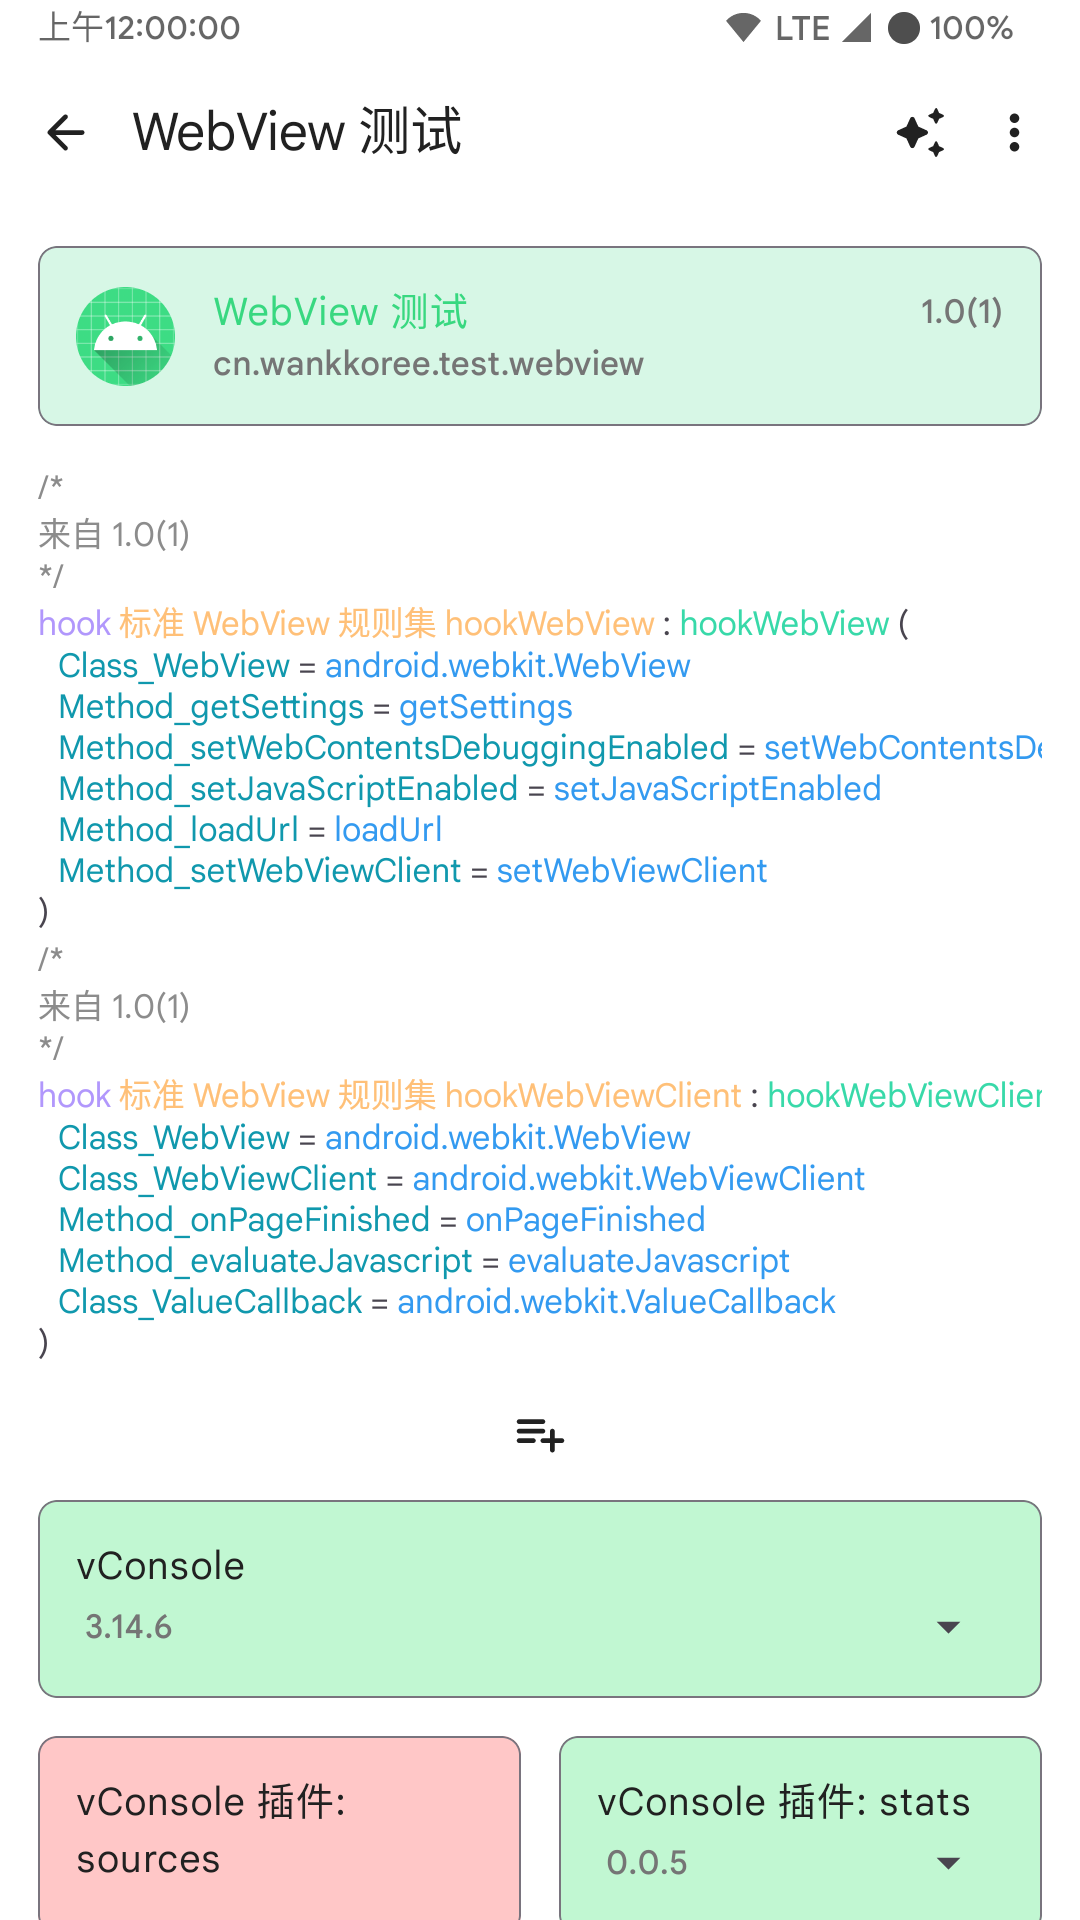 上午12:00:00 LTE 100%
WebView 测试
WebView 测试 1.0(1)
cn.wankkoree.test.webview
/*
来自 1.0(1)
*/
hook 标准 WebView 规则集 hookWebView : hookWebView (
Class_WebView = android.webkit.WebView
Method_getSettings = getSettings
Method_setWebContentsDebuggingEnabled = setWebContentsDe
Method_setJavaScriptEnabled = setJavaScriptEnabled
Method_loadUrl = loadUrl
Method_setWebViewClient = setWebViewClient
)
/*
来自 1.0(1)
*/
hook 标准 WebView 规则集 hookWebViewClient : hookWebViewClien
Class_WebView = android.webkit.WebView
Class_WebViewClient = android.webkit.WebViewClient
Method_onPageFinished = onPageFinished
Method_evaluateJavascript = evaluateJavascript
Class_ValueCallback = android.webkit.ValueCallback
)
vConsole
3.14.6
vConsole 插件:
sources
vConsole 插件: stats
0.0.5